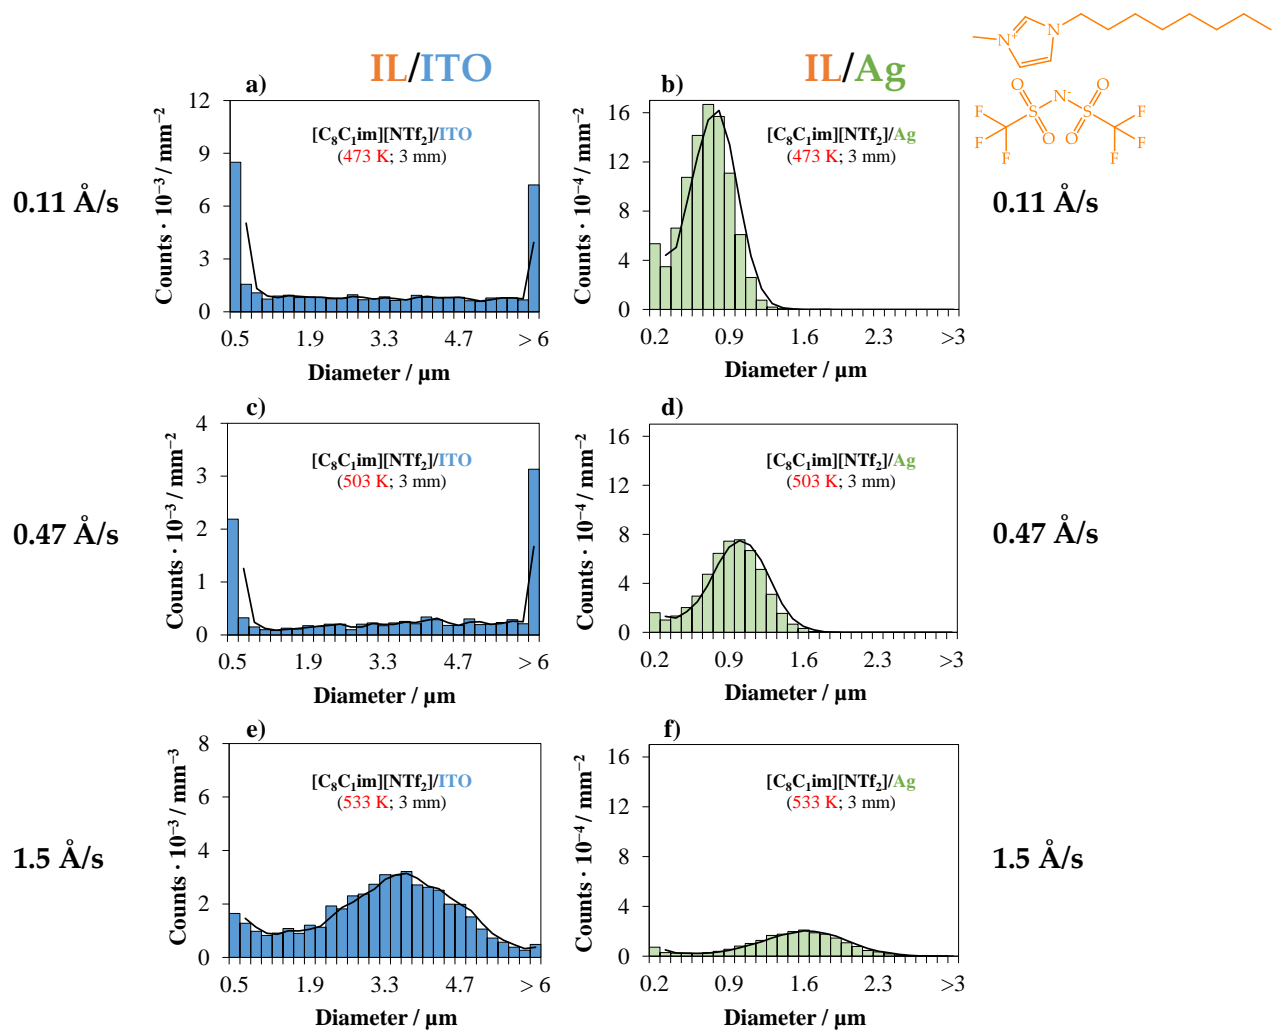 IL/ITO
IL/Ag
N⁺
N
O
O
N⁻
F
S
S
F
F
O
O
F
F
F
a)
Counts · 10⁻³ / mm⁻²
12
9
6
3
0
[C₈C₁im][NTf₂]/ITO
(473 K; 3 mm)
0.5
1.9
3.3
4.7
> 6
Diameter / µm
b)
Counts · 10⁻⁴ / mm⁻²
16
12
8
4
0
[C₈C₁im][NTf₂]/Ag
(473 K; 3 mm)
0.2
0.9
1.6
2.3
>3
Diameter / µm
0.11 Å/s
0.11 Å/s
c)
Counts · 10⁻³ / mm⁻²
4
3
2
1
0
[C₈C₁im][NTf₂]/ITO
(503 K; 3 mm)
0.5
1.9
3.3
4.7
> 6
Diameter / µm
d)
Counts · 10⁻⁴ / mm⁻²
16
12
8
4
0
[C₈C₁im][NTf₂]/Ag
(503 K; 3 mm)
0.2
0.9
1.6
2.3
>3
Diameter / µm
0.47 Å/s
0.47 Å/s
e)
Counts · 10⁻³ / mm⁻³
8
6
4
2
0
[C₈C₁im][NTf₂]/ITO
(533 K; 3 mm)
0.5
1.9
3.3
4.7
> 6
Diameter / µm
f)
Counts · 10⁻⁴ / mm⁻²
16
12
8
4
0
[C₈C₁im][NTf₂]/Ag
(533 K; 3 mm)
0.2
0.9
1.6
2.3
>3
Diameter / µm
1.5 Å/s
1.5 Å/s